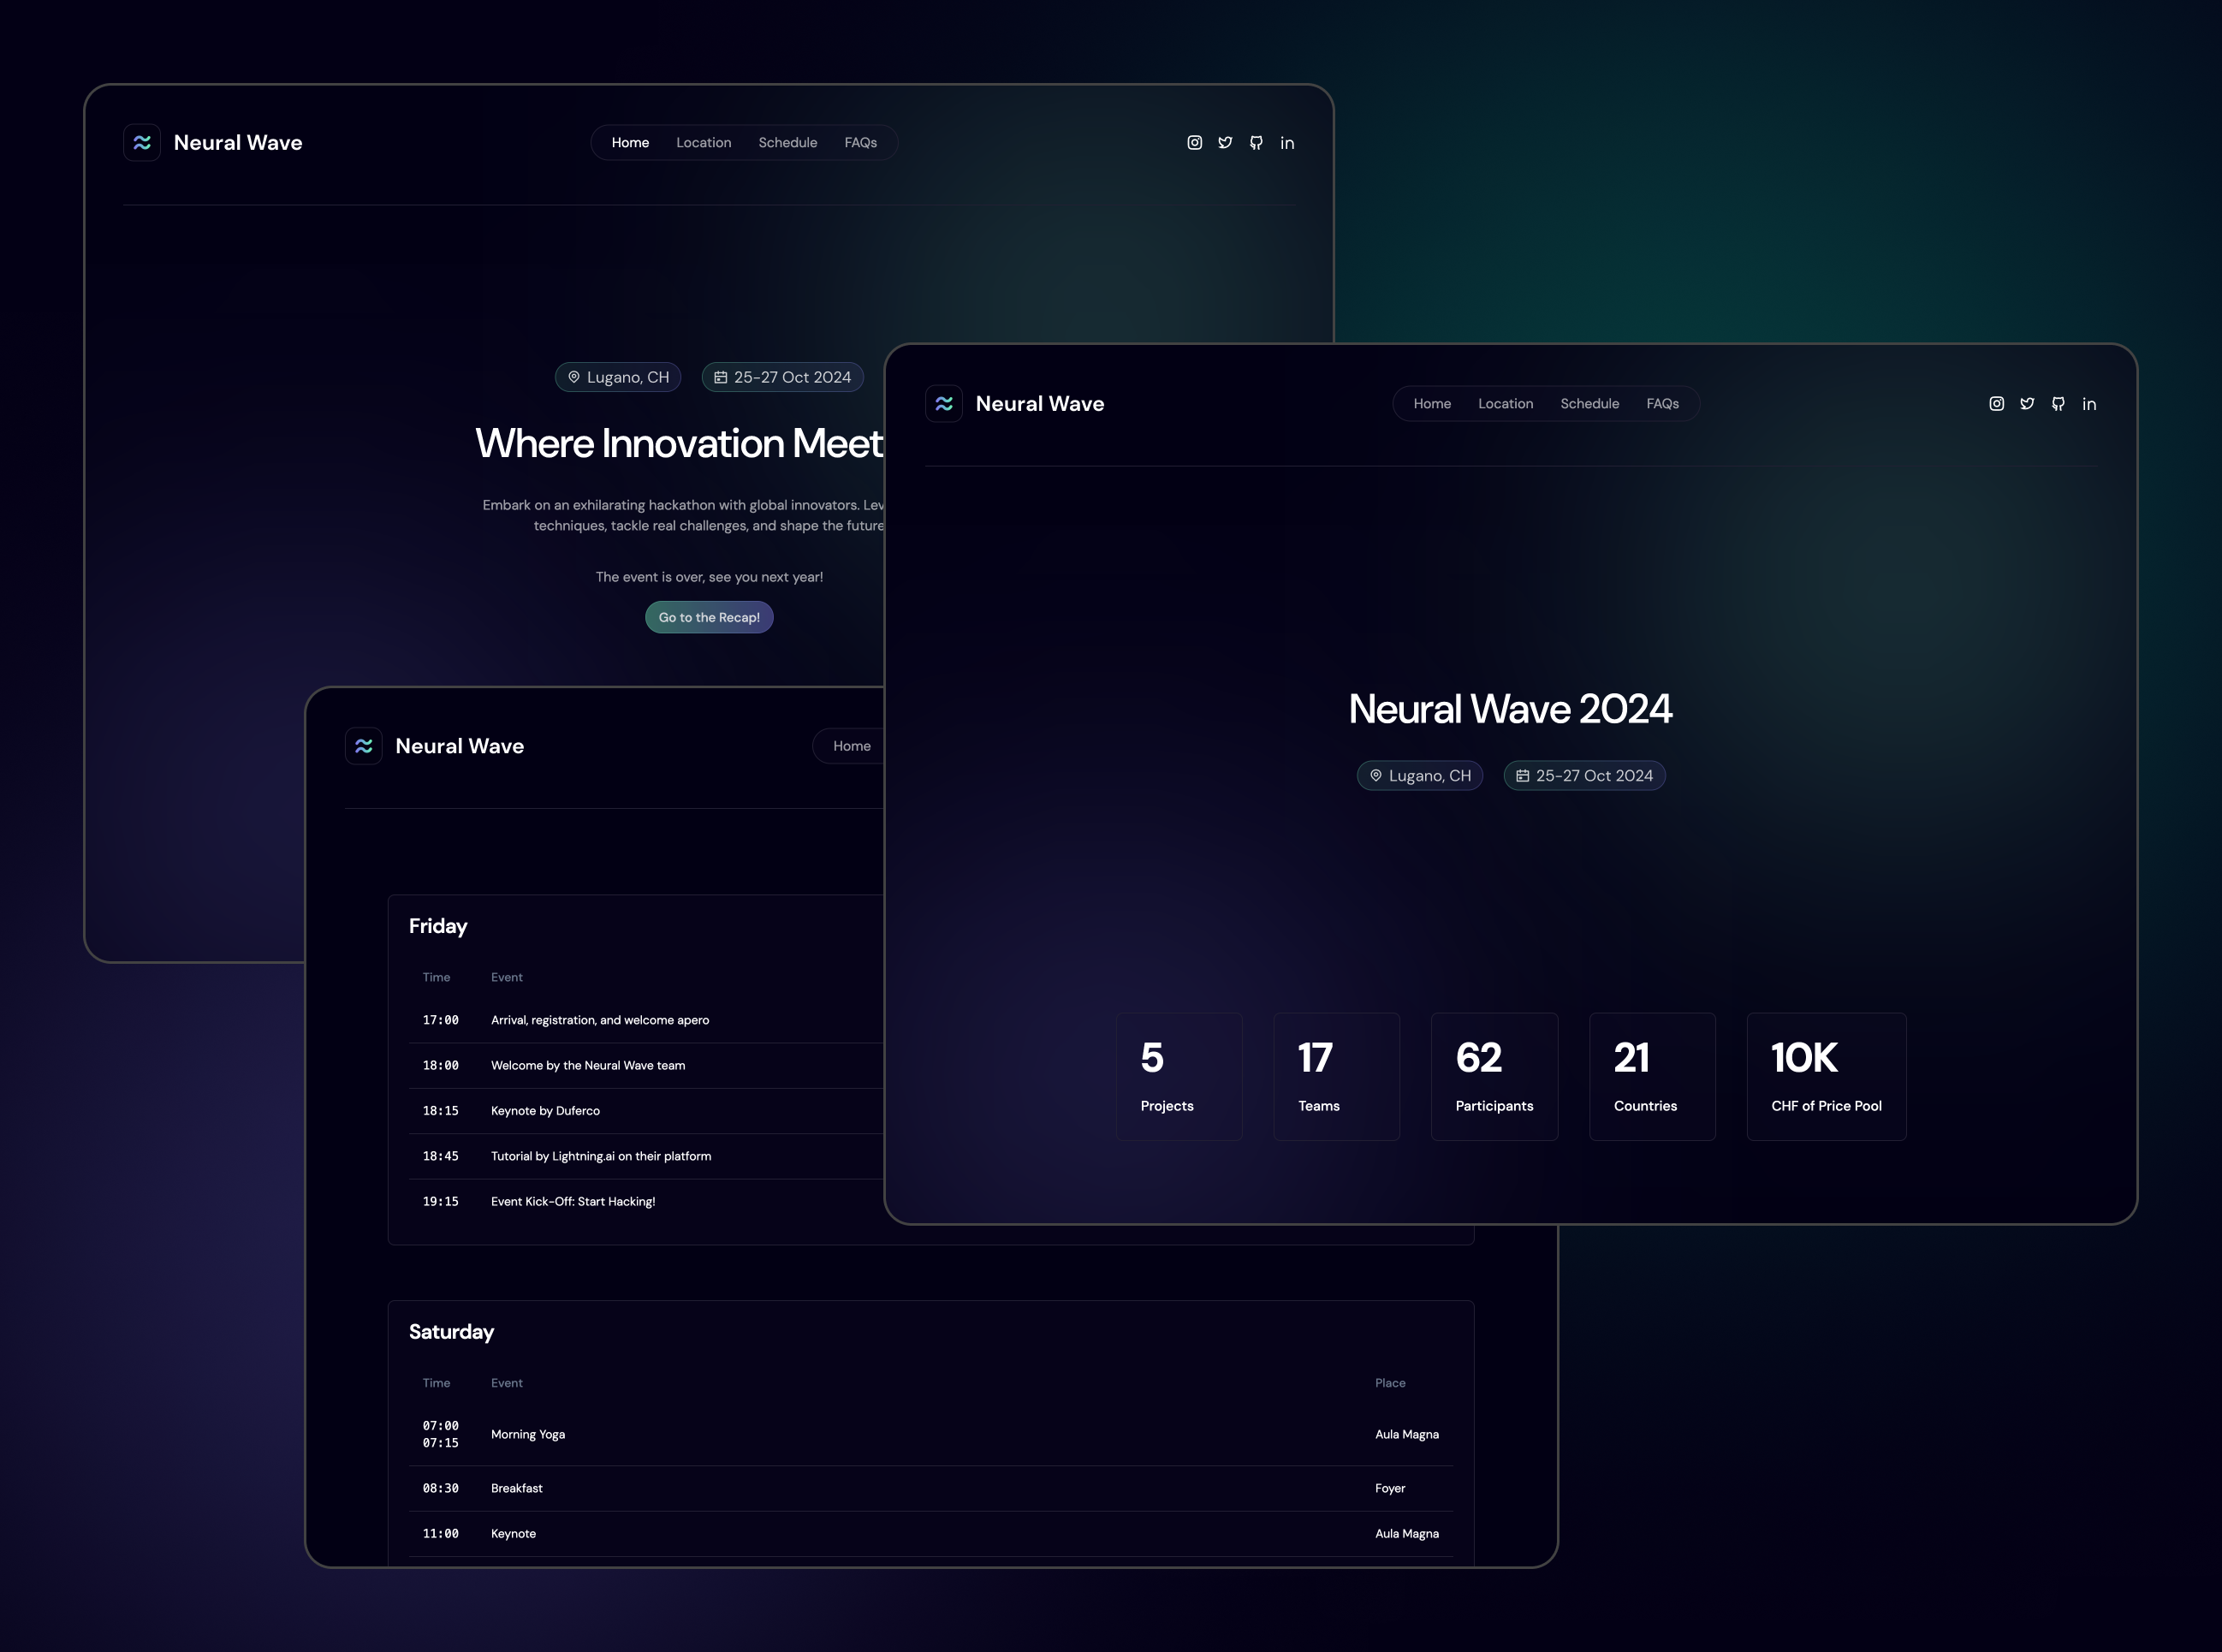 Neural Wave
Home Location Schedule FAQs
in
Lugano, CH 25-27 Oct 2024
Where Innovation Meet
Embark on an exhilarating hackathon with global innovators. Lev
techniques, tackle real challenges, and shape the future
The event is over, see you next year!
Go to the Recap!
Neural Wave
Home
Friday
Time Event
17:00 Arrival, registration, and welcome apero
18:00 Welcome by the Neural Wave team
18:15 Keynote by Duferco
18:45 Tutorial by Lightning.ai on their platform
19:15 Event Kick-Off: Start Hacking!
Saturday
Time Event Place
07:00
07:15 Morning Yoga Aula Magna
08:30 Breakfast Foyer
11:00 Keynote Aula Magna
Neural Wave
Home Location Schedule FAQs
in
Neural Wave 2024
Lugano, CH 25-27 Oct 2024
5 17 62 21 10K
Projects Teams Participants Countries CHF of Price Pool